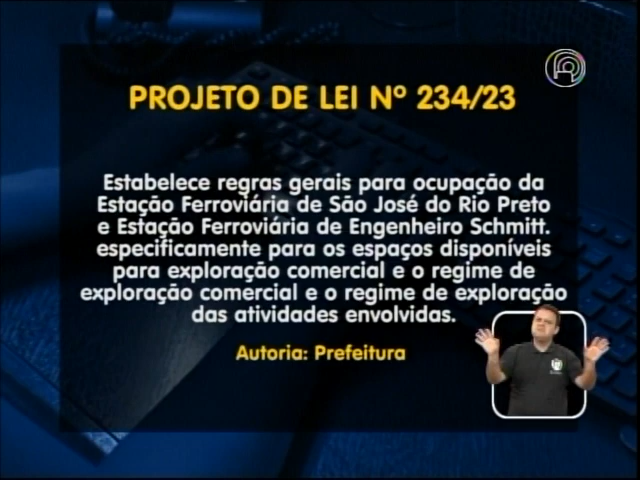 PROJETO DE LEI Nº 234/23
Estabelece regras gerais para ocupação da
Estação Ferroviária de São José do Rio Preto
e Estação Ferroviária de Engenheiro Schmitt.
especificamente para os espaços disponíveis
para exploração comercial e o regime de
exploração comercial e o regime de exploração
das atividades envolvidas.
Autoria: Prefeitura